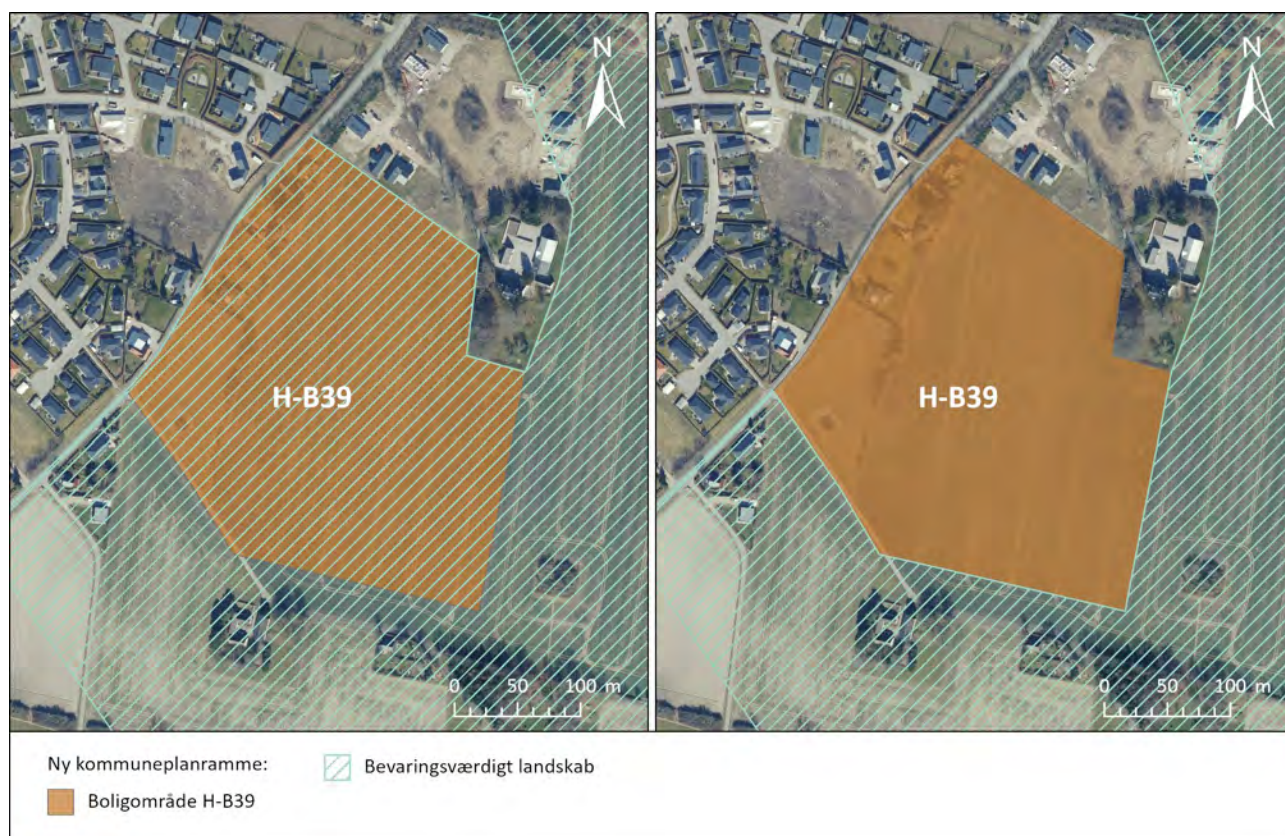 N
H-B39
0 50 100 m
N
H-B39
0 50 100 m
Ny kommuneplanramme:
Boligområde H-B39
Bevaringsværdigt landskab